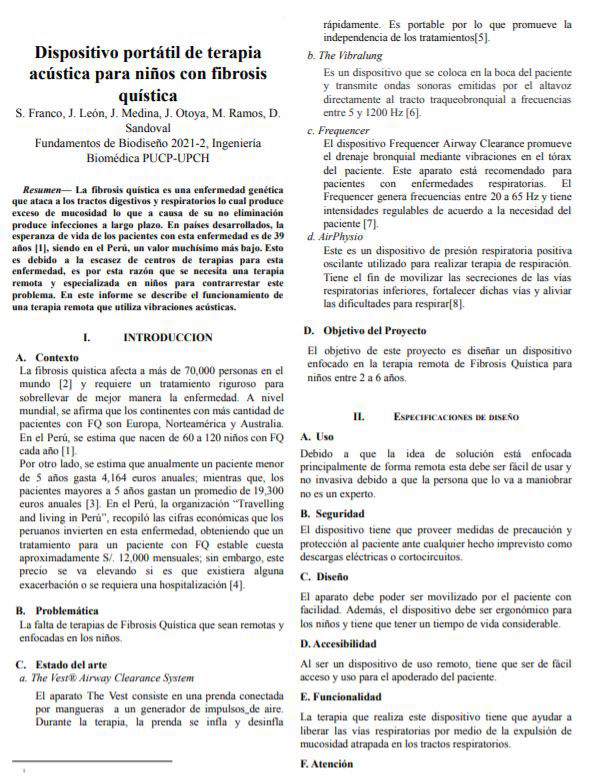 Dispositivo portátil de terapia
acústica para niños con fibrosis
quística
S. Franco, J. León, J. Medina, J. Otoya, M. Ramos, D.
Sandoval
Fundamentos de Biodiseño 2021-2, Ingeniería
Biomédica PUCP-UPCH
Resumen— La fibrosis quística es una enfermedad genética
que ataca a los tractos digestivos y respiratorios lo cual produce
exceso de mucosidad lo que a causa de su no eliminación
produce infecciones a largo plazo. En países desarrollados, la
esperanza de vida de los pacientes con esta enfermedad es de 39
años [1], siendo en el Perú, un valor muchísimo más bajo. Esto
es debido a la escasez de centros de terapias para esta
enfermedad, es por esta razón que se necesita una terapia
remota y especializada en niños para contrarrestar este
problema. En este informe se describe el funcionamiento de
una terapia remota que utiliza vibraciones acústicas.
I. INTRODUCCION
A. Contexto
La fibrosis quística afecta a más de 70,000 personas en el
mundo [2] y requiere un tratamiento riguroso para
sobrellevar de mejor manera la enfermedad. A nivel
mundial, se afirma que los continentes con más cantidad de
pacientes con FQ son Europa, Norteamérica y Australia.
En el Perú, se estima que nacen de 60 a 120 niños con FQ
cada año [1].
Por otro lado, se estima que anualmente un paciente menor
de 5 años gasta 4,164 euros anuales; mientras que, los
pacientes mayores a 5 años gastan un promedio de 19,300
euros anuales [3]. En el Perú, la organización “Travelling
and living in Perú”, recopiló las cifras económicas que los
peruanos invierten en esta enfermedad, obteniendo que un
tratamiento para un paciente con FQ estable cuesta
aproximadamente S/. 12,000 mensuales; sin embargo, este
precio se va elevando si es que existiera alguna
exacerbación o se requiera una hospitalización [4].
B. Problemática
La falta de terapias de Fibrosis Quística que sean remotas y
enfocadas en los niños.
C. Estado del arte
a. The Vest® Airway Clearance System
El aparato The Vest consiste en una prenda conectada
por mangueras a un generador de impulsos de aire.
Durante la terapia, la prenda se infla y desinfla
rápidamente. Es portable por lo que promueve la
independencia de los tratamientos[5].
b. The Vibralung
Es un dispositivo que se coloca en la boca del paciente
y transmite ondas sonoras emitidas por el altavoz
directamente al tracto traqueobronquial a frecuencias
entre 5 y 1200 Hz [6].
c. Frequencer
El dispositivo Frequencer Airway Clearance promueve
el drenaje bronquial mediante vibraciones en el tórax
del paciente. Este aparato está recomendado para
pacientes con enfermedades respiratorias. El
Frequencer genera frecuencias entre 20 a 65 Hz y tiene
intensidades regulables de acuerdo a la necesidad del
paciente [7].
d. AirPhysio
Este es un dispositivo de presión respiratoria positiva
oscilante utilizado para realizar terapia de respiración.
Tiene el fin de movilizar las secreciones de las vías
respiratorias inferiores, fortalecer dichas vías y aliviar
las dificultades para respirar[8].
D. Objetivo del Proyecto
El objetivo de este proyecto es diseñar un dispositivo
enfocado en la terapia remota de Fibrosis Quística para
niños entre 2 a 6 años.
II. ESPECIFICACIONES DE DISEÑO
A. Uso
Debido a que la idea de solución está enfocada
principalmente de forma remota esta debe ser fácil de usar y
no invasiva debido a que la persona que lo va a maniobrar
no es un experto.
B. Seguridad
El dispositivo tiene que proveer medidas de precaución y
protección al paciente ante cualquier hecho imprevisto como
descargas eléctricas o cortocircuitos.
C. Diseño
El aparato debe poder ser movilizado por el paciente con
facilidad. Además, el dispositivo debe ser ergonómico para
los niños y tiene que tener un tiempo de vida considerable.
D. Accesibilidad
Al ser un dispositivo de uso remoto, tiene que ser de fácil
acceso y uso para el apoderado del paciente.
E. Funcionalidad
La terapia que realiza este dispositivo tiene que ayudar a
liberar las vías respiratorias por medio de la expulsión de
mucosidad atrapada en los tractos respiratorios.
F. Atención